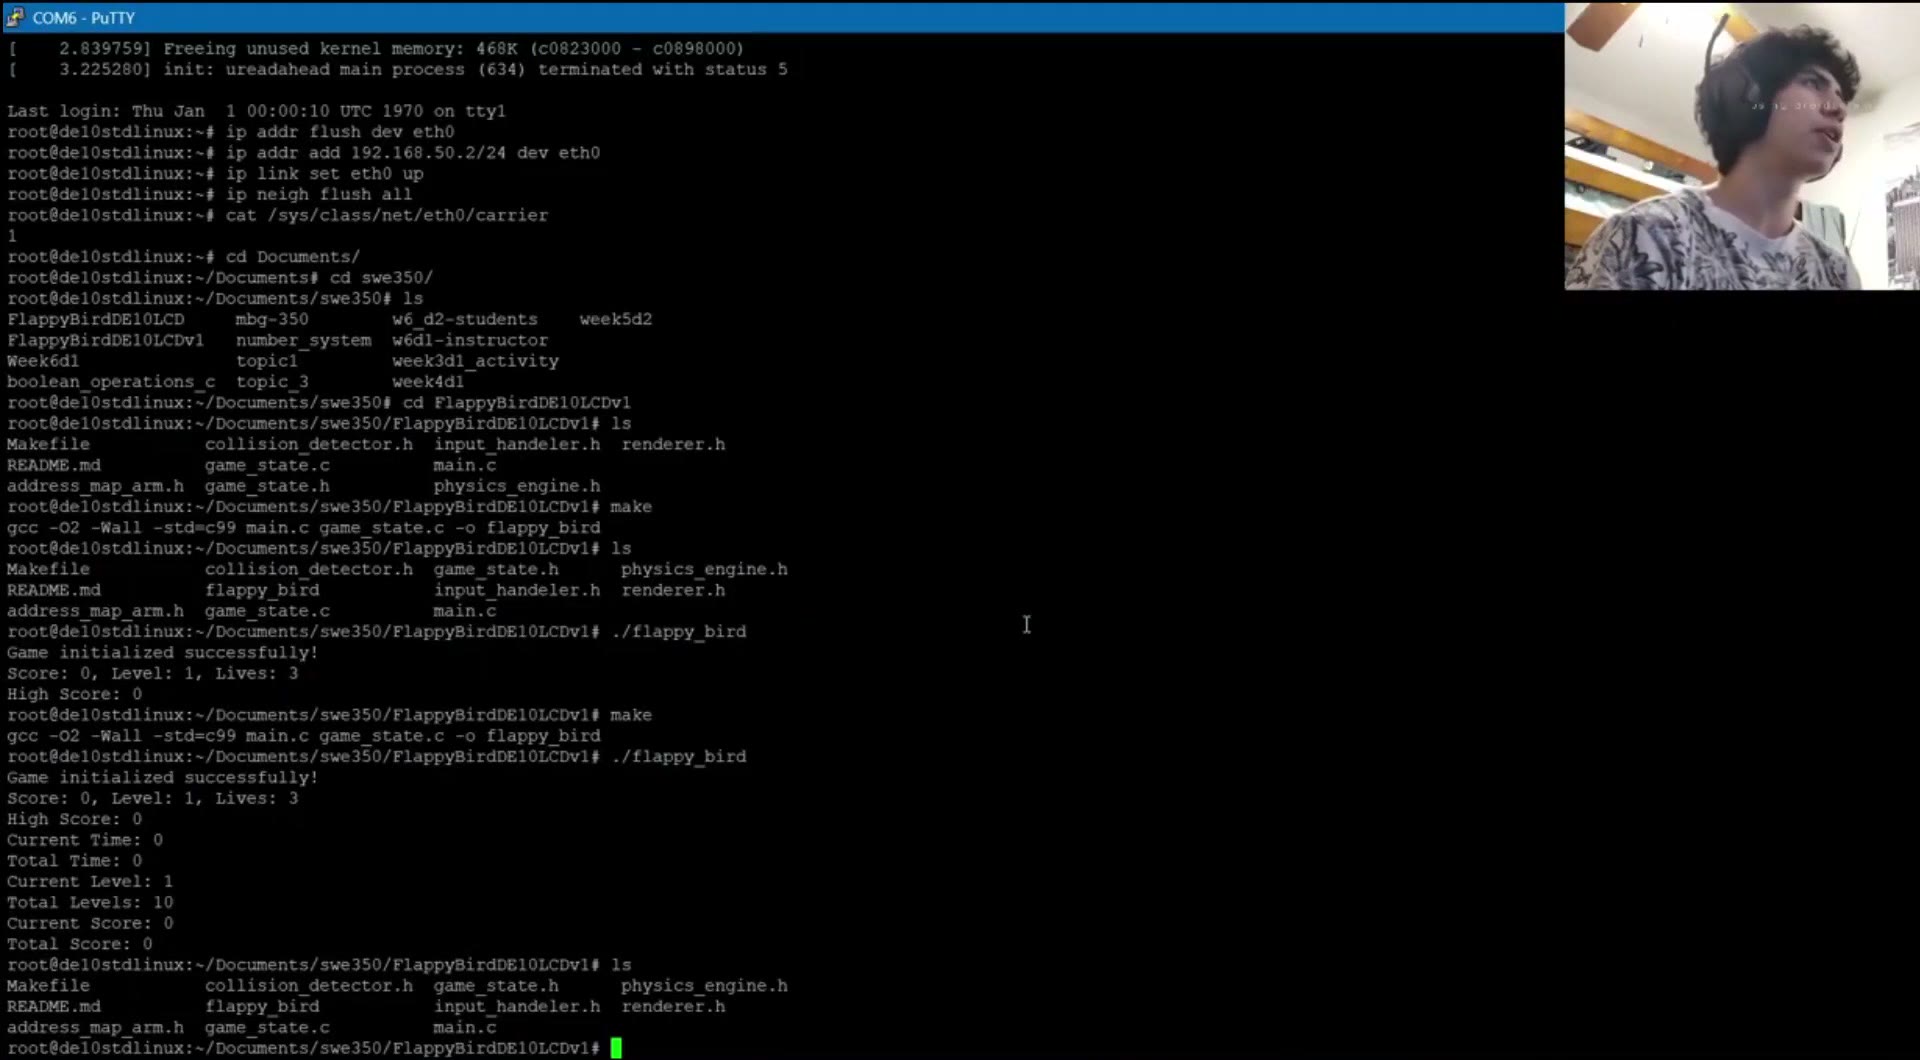 COM6 - PuTTY
[    2.839759] Freeing unused kernel memory: 468K (c0823000 - c0898000)
[    3.225280] init: ureadahead main process (634) terminated with status 5
Last login: Thu Jan  1 00:00:10 UTC 1970 on tty1
root@de10stdlinux:~# ip addr flush dev eth0
root@de10stdlinux:~# ip addr add 192.168.50.2/24 dev eth0
root@de10stdlinux:~# ip link set eth0 up
root@de10stdlinux:~# ip neigh flush all
root@de10stdlinux:~# cat /sys/class/net/eth0/carrier
1
root@de10stdlinux:~# cd Documents/
root@de10stdlinux:~/Documents# cd swe350/
root@de10stdlinux:~/Documents/swe350# ls
FlappyBirdDE10LCD     mbg-350        w6_d2-students    week5d2
FlappyBirdDE10LCDv1   number_system  w6d1-instructor
Week6d1               topic1         week3d1_activity
boolean_operations_c  topic_3        week4d1
root@de10stdlinux:~/Documents/swe350# cd FlappyBirdDE10LCDv1
root@de10stdlinux:~/Documents/swe350/FlappyBirdDE10LCDv1# ls
Makefile           collision_detector.h  input_handeler.h  renderer.h
README.md          game_state.c          main.c
address_map_arm.h  game_state.h          physics_engine.h
root@de10stdlinux:~/Documents/swe350/FlappyBirdDE10LCDv1# make
gcc -O2 -Wall -std=c99 main.c game_state.c -o flappy_bird
root@de10stdlinux:~/Documents/swe350/FlappyBirdDE10LCDv1# ls
Makefile           collision_detector.h  game_state.h      physics_engine.h
README.md          flappy_bird           input_handeler.h  renderer.h
address_map_arm.h  game_state.c          main.c
root@de10stdlinux:~/Documents/swe350/FlappyBirdDE10LCDv1# ./flappy_bird
Game initialized successfully!
Score: 0, Level: 1, Lives: 3
High Score: 0
root@de10stdlinux:~/Documents/swe350/FlappyBirdDE10LCDv1# make
gcc -O2 -Wall -std=c99 main.c game_state.c -o flappy_bird
root@de10stdlinux:~/Documents/swe350/FlappyBirdDE10LCDv1# ./flappy_bird
Game initialized successfully!
Score: 0, Level: 1, Lives: 3
High Score: 0
Current Time: 0
Total Time: 0
Current Level: 1
Total Levels: 10
Current Score: 0
Total Score: 0
root@de10stdlinux:~/Documents/swe350/FlappyBirdDE10LCDv1# ls
Makefile           collision_detector.h  game_state.h      physics_engine.h
README.md          flappy_bird           input_handeler.h  renderer.h
address_map_arm.h  game_state.c          main.c
root@de10stdlinux:~/Documents/swe350/FlappyBirdDE10LCDv1#